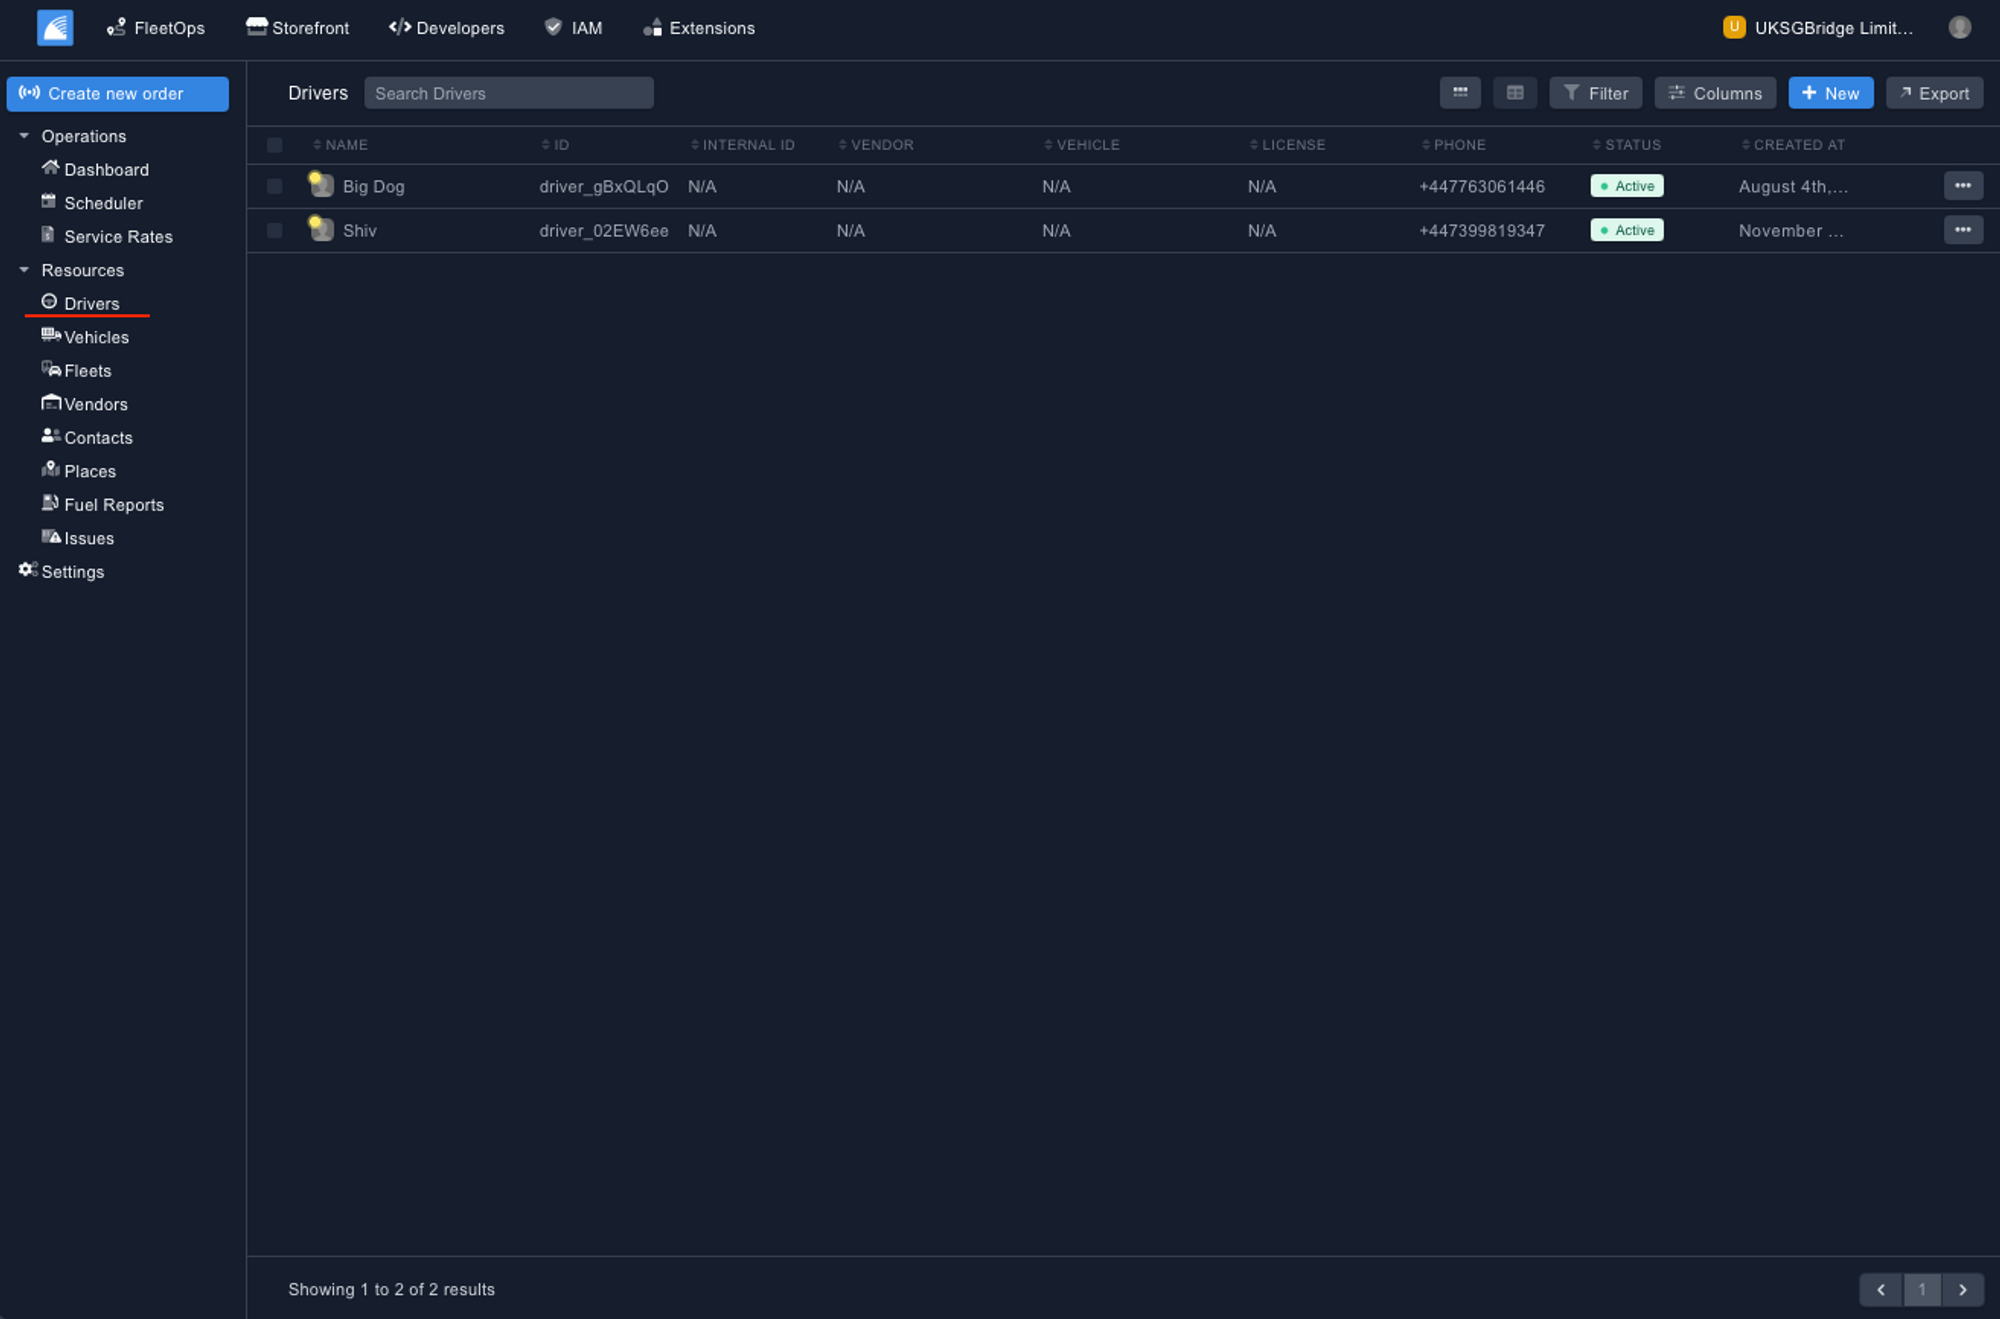 FleetOps Storefront Developers IAM Extensions U UKSGBridge Limit...
Create new order
Operations
Dashboard
Scheduler
Service Rates
Resources
Drivers
Vehicles
Fleets
Vendors
Contacts
Places
Fuel Reports
Issues
Settings
Drivers Search Drivers Filter Columns + New Export
NAME ID INTERNAL ID VENDOR VEHICLE LICENSE PHONE STATUS CREATED AT
Big Dog driver_gBxQLqO N/A N/A N/A N/A +447763061446 Active August 4th,... •••
Shiv driver_02EW6ee N/A N/A N/A N/A +447399819347 Active November ... •••
Showing 1 to 2 of 2 results 1